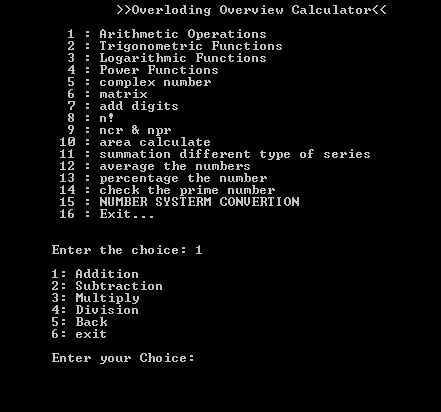 >>Overloding Overview Calculator<<
1 : Arithmetic Operations
2 : Trigonometric Functions
3 : Logarithmic Functions
4 : Power Functions
5 : complex number
6 : matrix
7 : add digits
8 : n!
9 : ncr & npr
10 : area calculate
11 : summation different type of series
12 : average the numbers
13 : percentage the number
14 : check the prime number
15 : NUMBER SYSTERM CONVERTION
16 : Exit...
Enter the choice: 1
1: Addition
2: Subtraction
3: Multiply
4: Division
5: Back
6: exit
Enter your Choice: